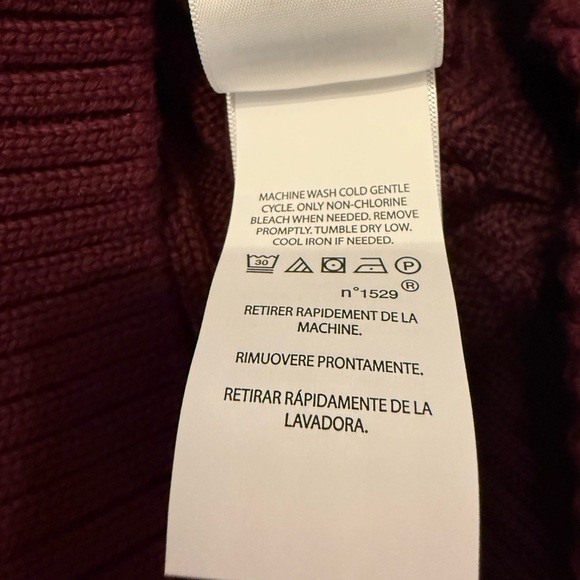 MACHINE WASH COLD GENTLE
CYCLE. ONLY NON-CHLORINE
BLEACH WHEN NEEDED. REMOVE
PROMPTLY. TUMBLE DRY LOW.
COOL IRON IF NEEDED.
30 P
n°1529 ®
RETIRER RAPIDEMENT DE LA
MACHINE.
RIMUOVERE PRONTAMENTE.
RETIRAR RÁPIDAMENTE DE LA
LAVADORA.